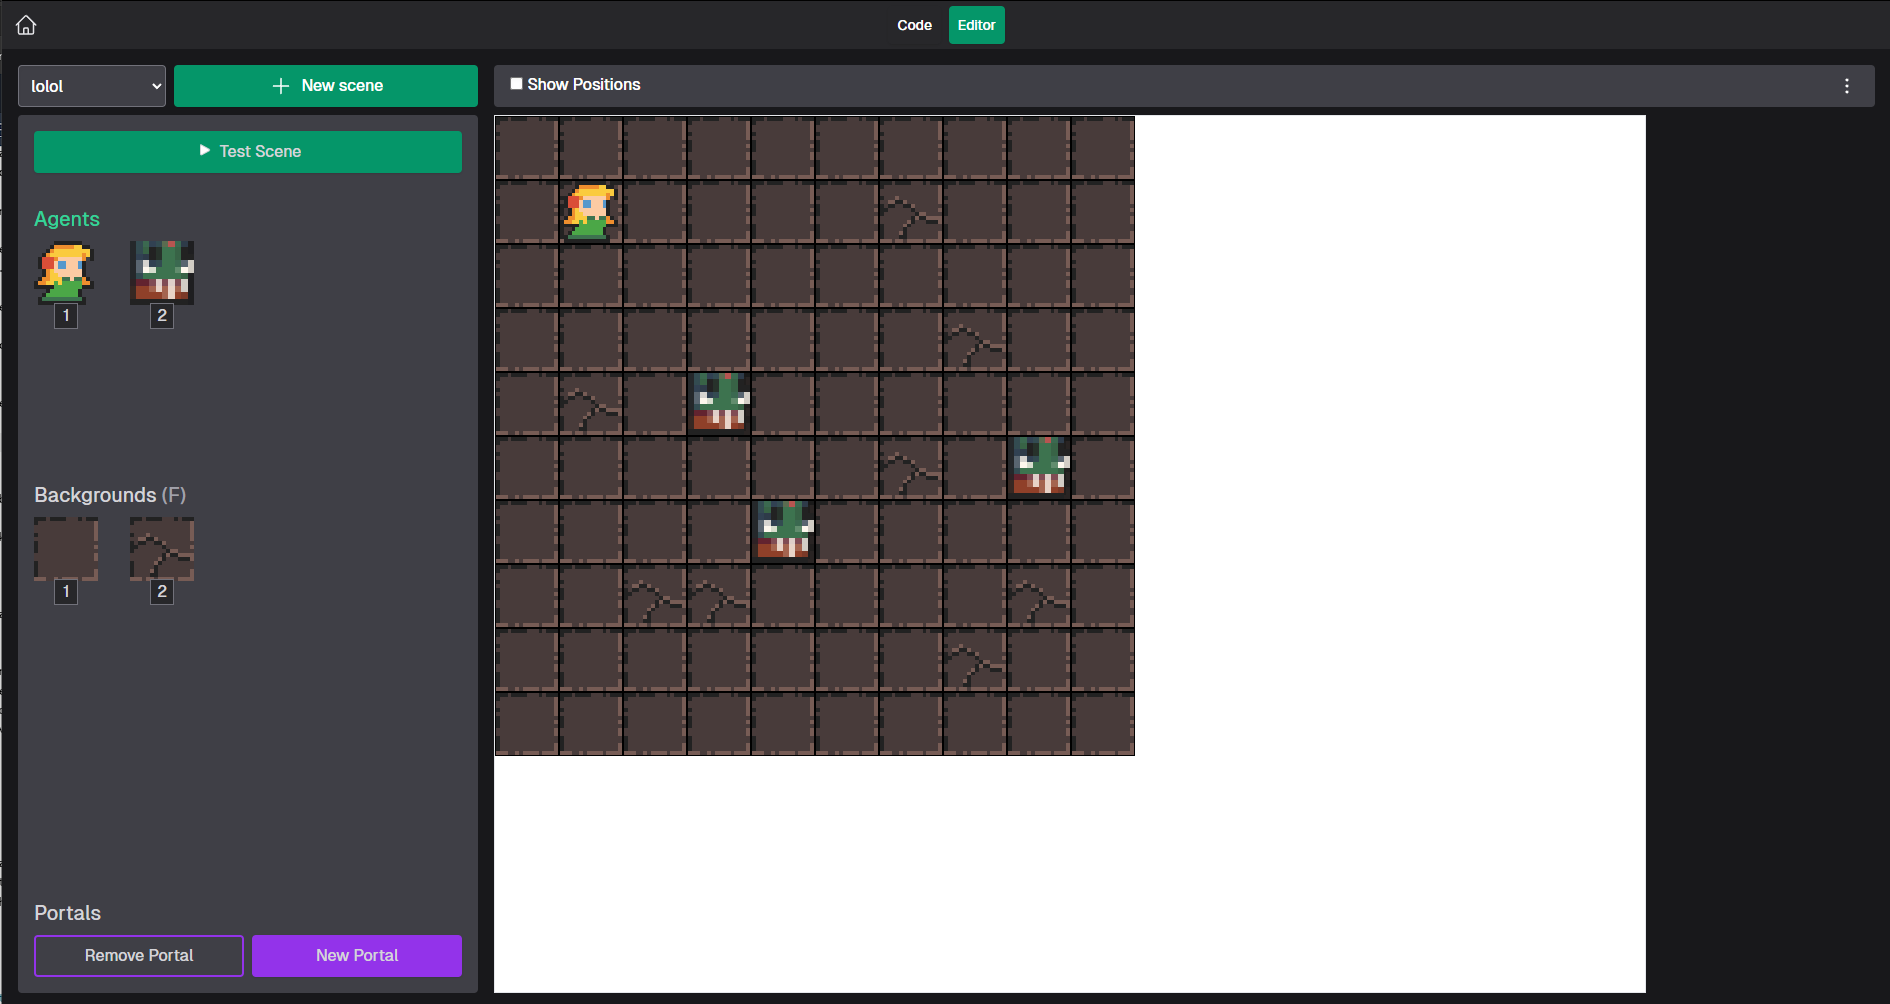 Code
Editor
lolol
New scene
Show Positions
Test Scene
Agents
1
2
Backgrounds (F)
1
2
Portals
Remove Portal
New Portal